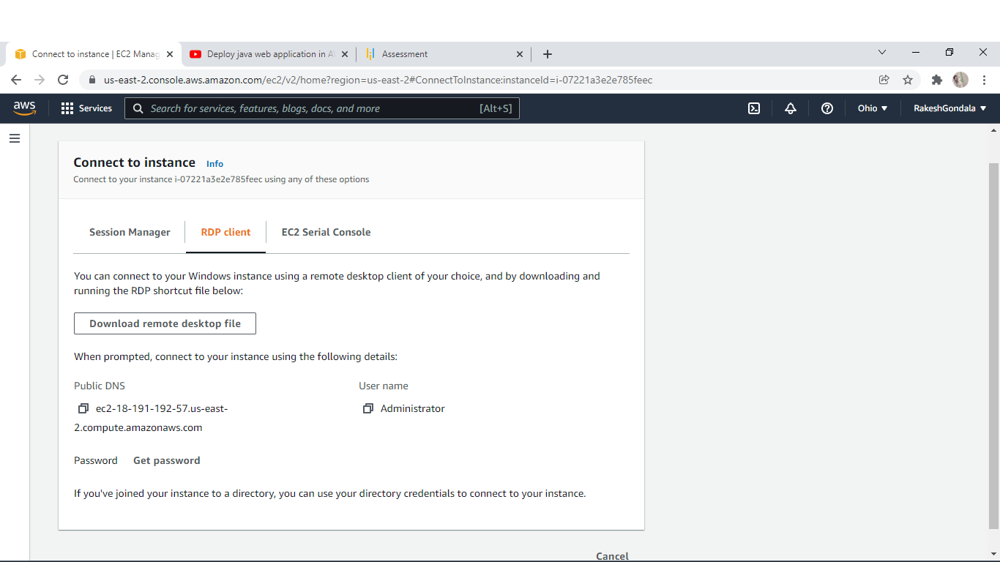 Connect to instance | EC2 Manag
Deploy java web application in A
Assessment
us-east-2.console.aws.amazon.com/ec2/v2/home?region=us-east-2#ConnectToInstance:instanceId=i-07221a3e2e785feec
aws
Services
Search for services, features, blogs, docs, and more
[Alt+S]
Ohio
RakeshGondala
Connect to instance Info
Connect to your instance i-07221a3e2e785feec using any of these options
Session Manager
RDP client
EC2 Serial Console
You can connect to your Windows instance using a remote desktop client of your choice, and by downloading and
running the RDP shortcut file below:
Download remote desktop file
When prompted, connect to your instance using the following details:
Public DNS
ec2-18-191-192-57.us-east-
2.compute.amazonaws.com
User name
Administrator
Password Get password
If you've joined your instance to a directory, you can use your directory credentials to connect to your instance.
Cancel